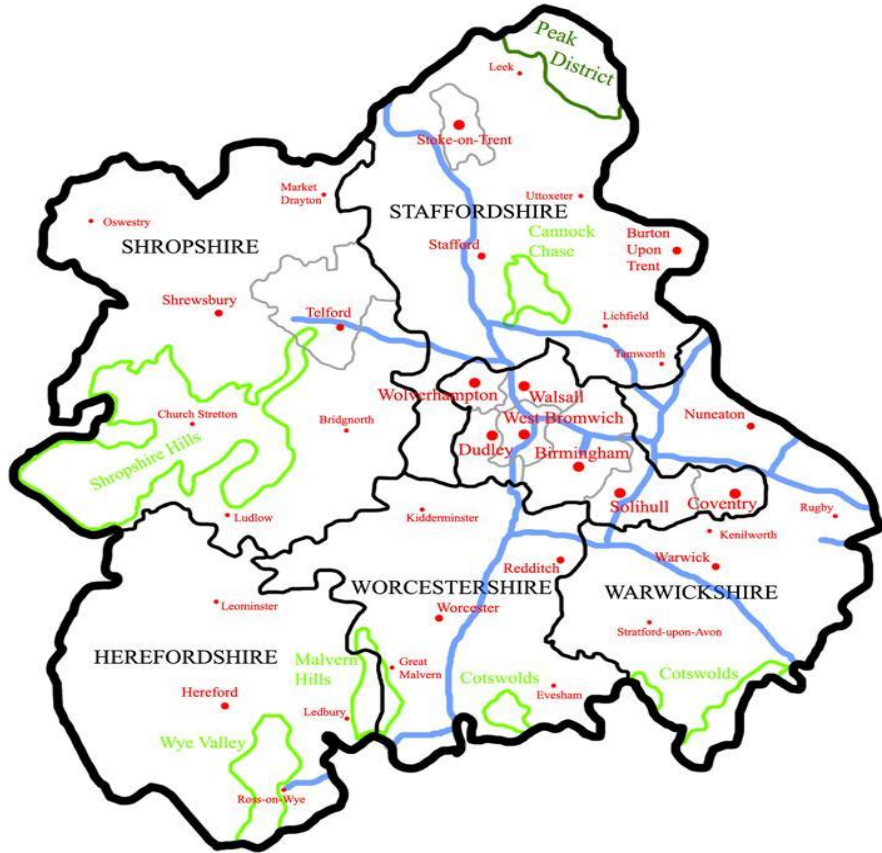 Peak
District
Leek
Stoke-on-Trent
Market
Drayton
Uttoxeter
Oswestry
STAFFORDSHIRE
SHROPSHIRE
Stafford
Cannock
Chase
Burton
Upon
Trent
Shrewsbury
Telford
Lichfield
Tamworth
Wolverhampton
Walsall
Church Stretton
Bridgnorth
West Bromwich
Nuneaton
Dudley
Birmingham
Shropshire Hills
Solihull
Coventry
Ludlow
Kidderminster
Rugby
Kenilworth
Redditch
Warwick
WORCESTERSHIRE
WARWICKSHIRE
Leominster
Worcester
Stratford-upon-Avon
HEREFORDSHIRE
Malvern
Hills
Great
Malvern
Cotswolds
Cotswolds
Evesham
Hereford
Ledbury
Wye Valley
Ross-on-Wye